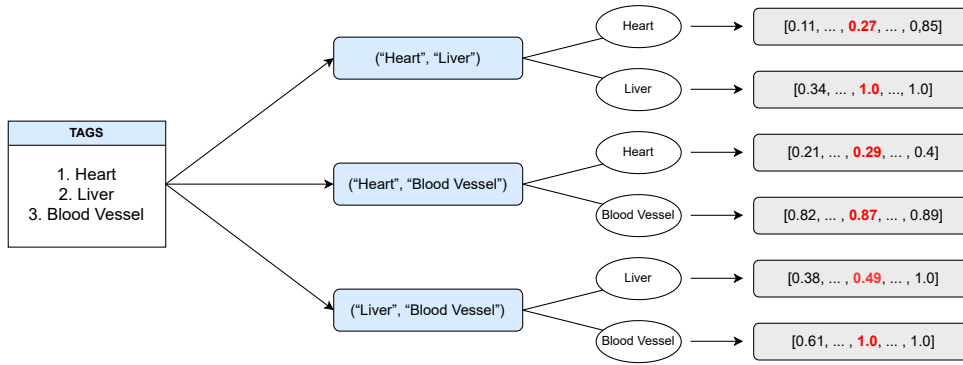 TAGS
1. Heart
2. Liver
3. Blood Vessel
(“Heart”, “Liver”)
Heart
[0.11, ... , 0.27, ... , 0,85]
Liver
[0.34, ... , 1.0, ..., 1.0]
(“Heart”, “Blood Vessel”)
Heart
[0.21, ... , 0.29, ... , 0.4]
Blood Vessel
[0.82, ... , 0.87, ... , 0.89]
(“Liver”, “Blood Vessel”)
Liver
[0.38, ... , 0.49, ... , 1.0]
Blood Vessel
[0.61, ... , 1.0, ... , 1.0]